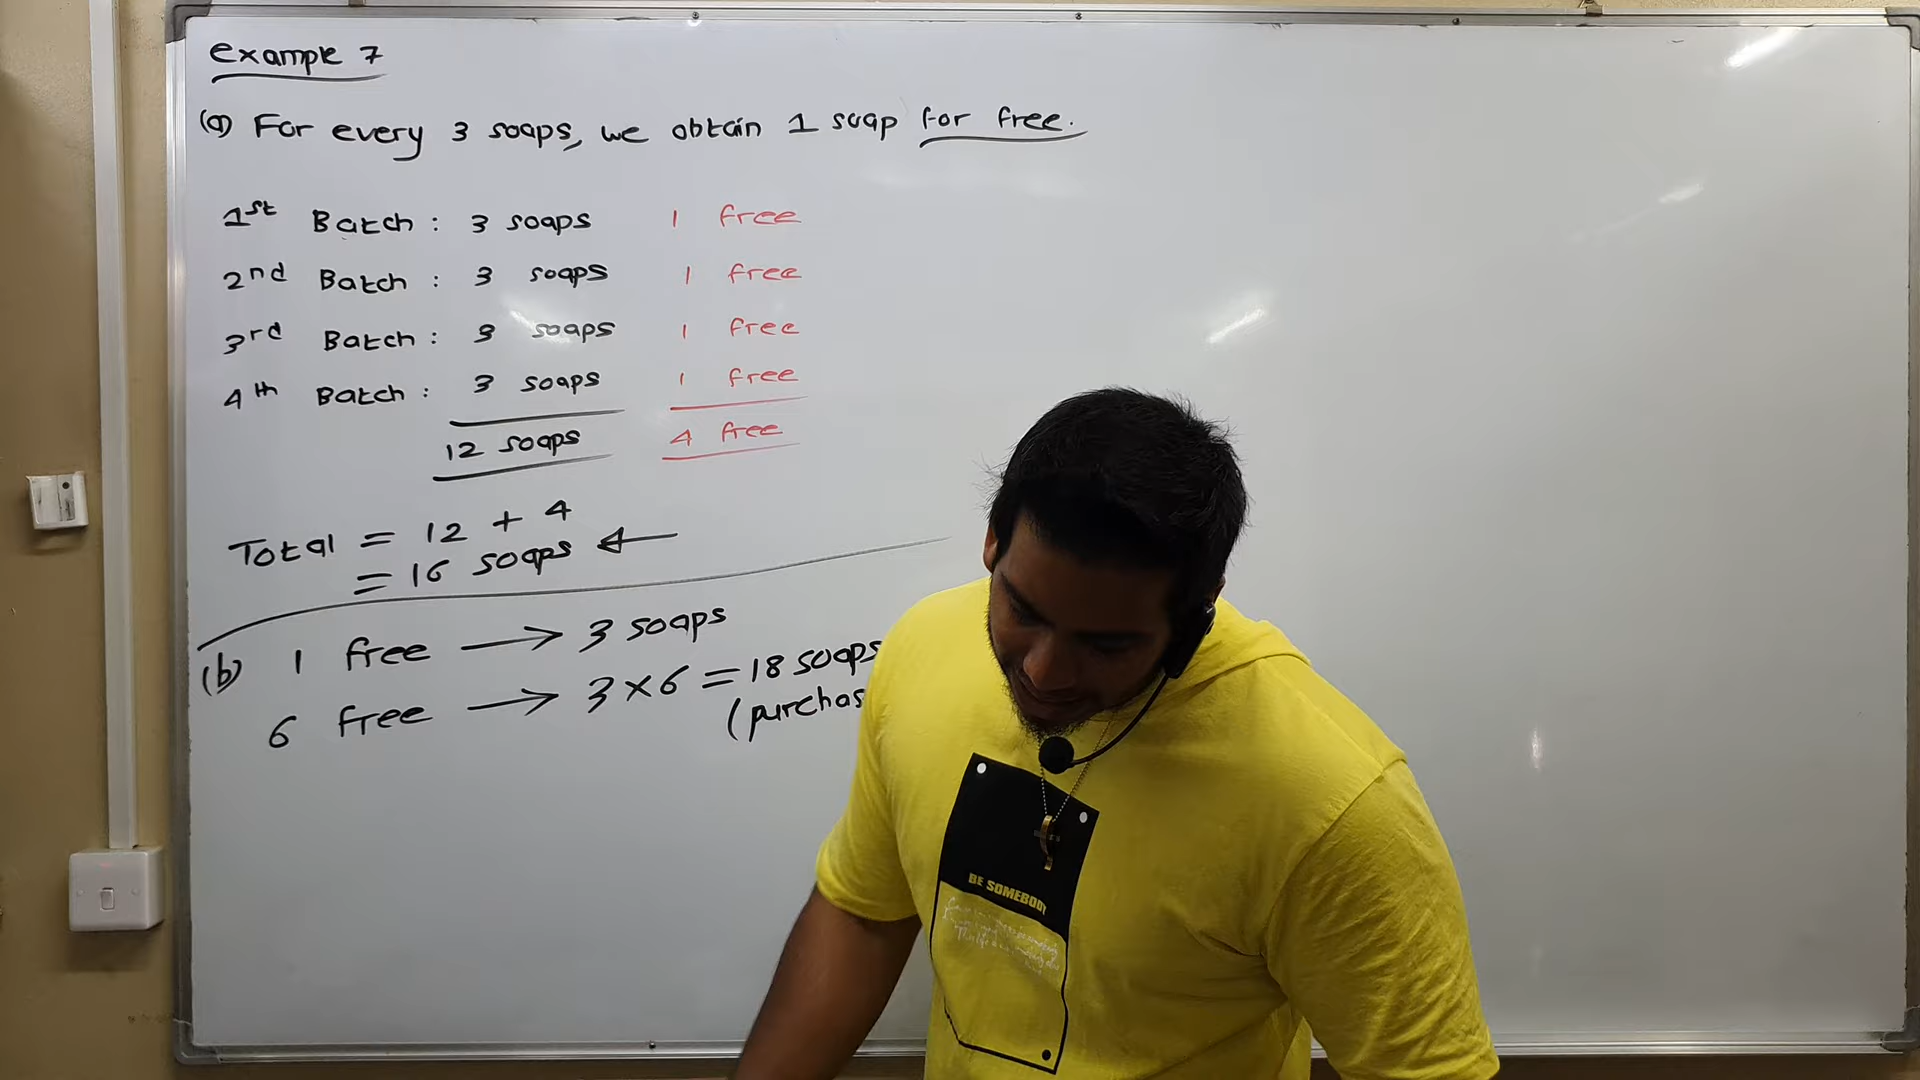 example 7
(a) For every 3 soaps, we obtain 1 soap for free.
1st Batch : 3 soaps 1 free
2nd Batch : 3 soaps 1 free
3rd Batch : 3 soaps 1 free
4th Batch : 3 soaps 1 free
12 soaps 4 free
Total = 12 + 4
= 16 soaps ←
(b) 1 free → 3 soaps
6 free → 3 × 6 = 18 soaps
(purchas
BE SOMEBODY